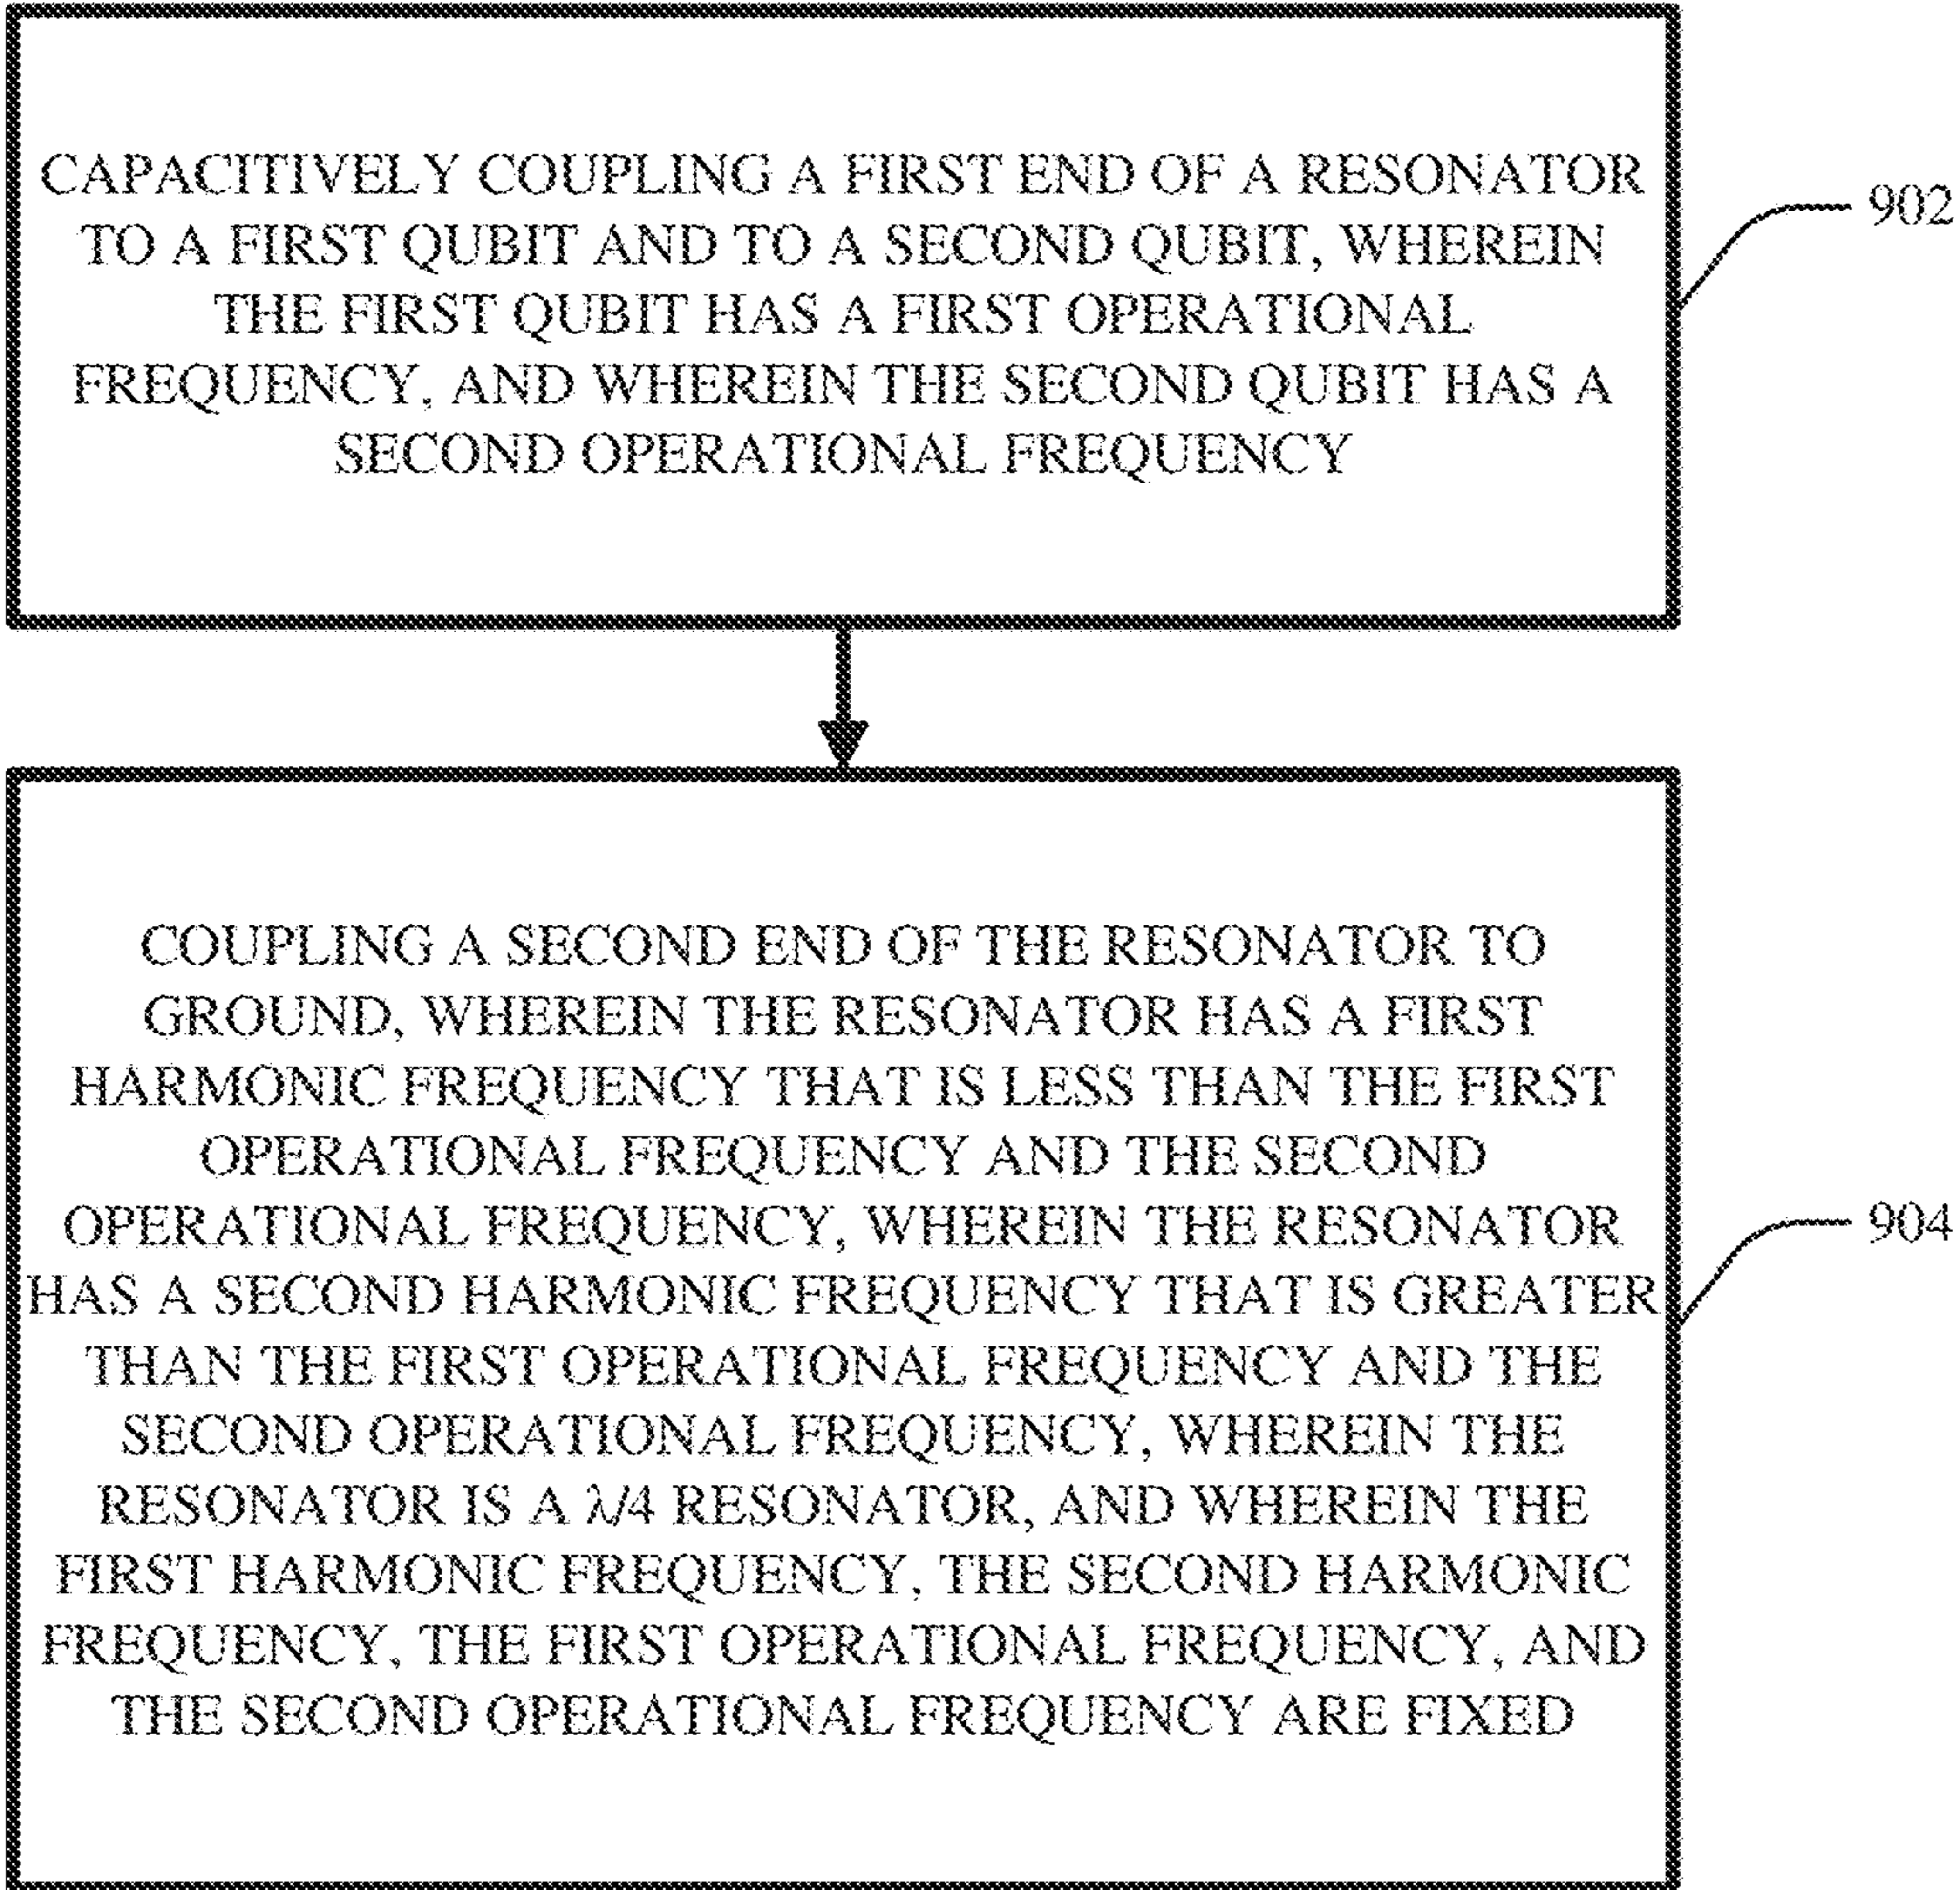 CAPACITIVELY COUPLING A FIRST END OF A RESONATOR
TO A FIRST QUBIT AND TO A SECOND QUBIT, WHEREIN
THE FIRST QUBIT HAS A FIRST OPERATIONAL
FREQUENCY, AND WHEREIN THE SECOND QUBIT HAS A
SECOND OPERATIONAL FREQUENCY
902
COUPLING A SECOND END OF THE RESONATOR TO
GROUND, WHEREIN THE RESONATOR HAS A FIRST
HARMONIC FREQUENCY THAT IS LESS THAN THE FIRST
OPERATIONAL FREQUENCY AND THE SECOND
OPERATIONAL FREQUENCY, WHEREIN THE RESONATOR
HAS A SECOND HARMONIC FREQUENCY THAT IS GREATER
THAN THE FIRST OPERATIONAL FREQUENCY AND THE
SECOND OPERATIONAL FREQUENCY, WHEREIN THE
RESONATOR IS A λ/4 RESONATOR, AND WHEREIN THE
FIRST HARMONIC FREQUENCY, THE SECOND HARMONIC
FREQUENCY, THE FIRST OPERATIONAL FREQUENCY, AND
THE SECOND OPERATIONAL FREQUENCY ARE FIXED
904